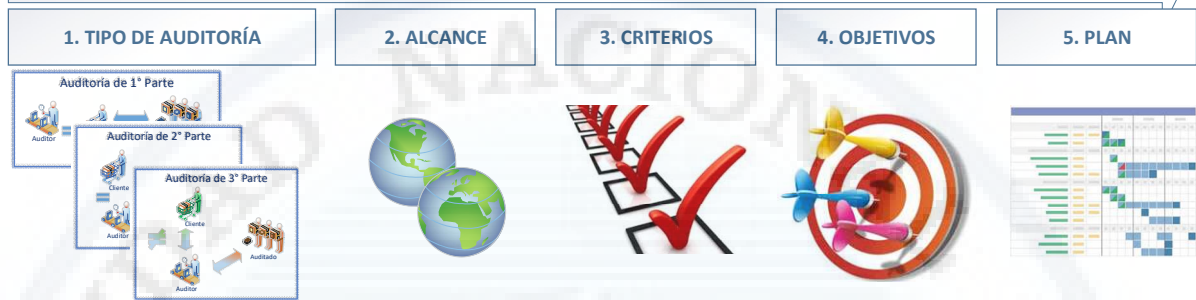 1. TIPO DE AUDITORÍA
2. ALCANCE
3. CRITERIOS
4. OBJETIVOS
5. PLAN
Auditoría de 1° Parte
Auditor
Auditoría de 2° Parte
Cliente
Auditor
Auditoría de 3° Parte
Cliente
Auditado
Auditor
NACION